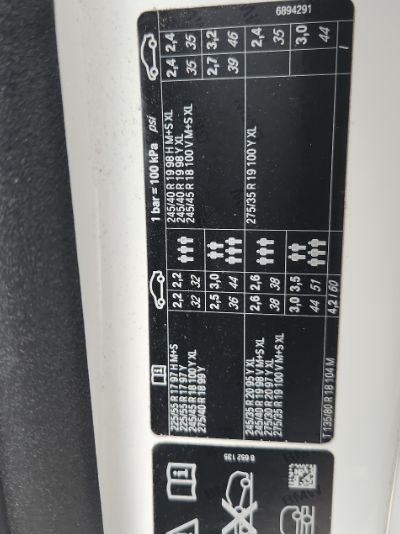 1 bar = 100 kPa psi
225/55 R 17 97 H M+S
225/55 R 17 97 Y
245/45 R 18 100 Y XL
275/40 R 18 99 Y
2,2 2,2
32 32
2,5 3,0
36 44
245/40 R 19 98 H M+S XL
245/40 R 19 98 Y XL
245/45 R 18 100 V M+S XL
2,4 2,4
35 35
2,7 3,2
39 46
245/35 R 20 95 Y XL
245/40 R 19 98 V M+S XL
275/30 R 20 97 Y XL
275/35 R 19 100 V M+S XL
2,6 2,6
38 38
3,0 3,5
44 51
275/35 R 19 100 Y XL
2,4
35
3,0
44
T 135/80 R 18 104 M
4,2 / 60
/
6894291
8 652 135